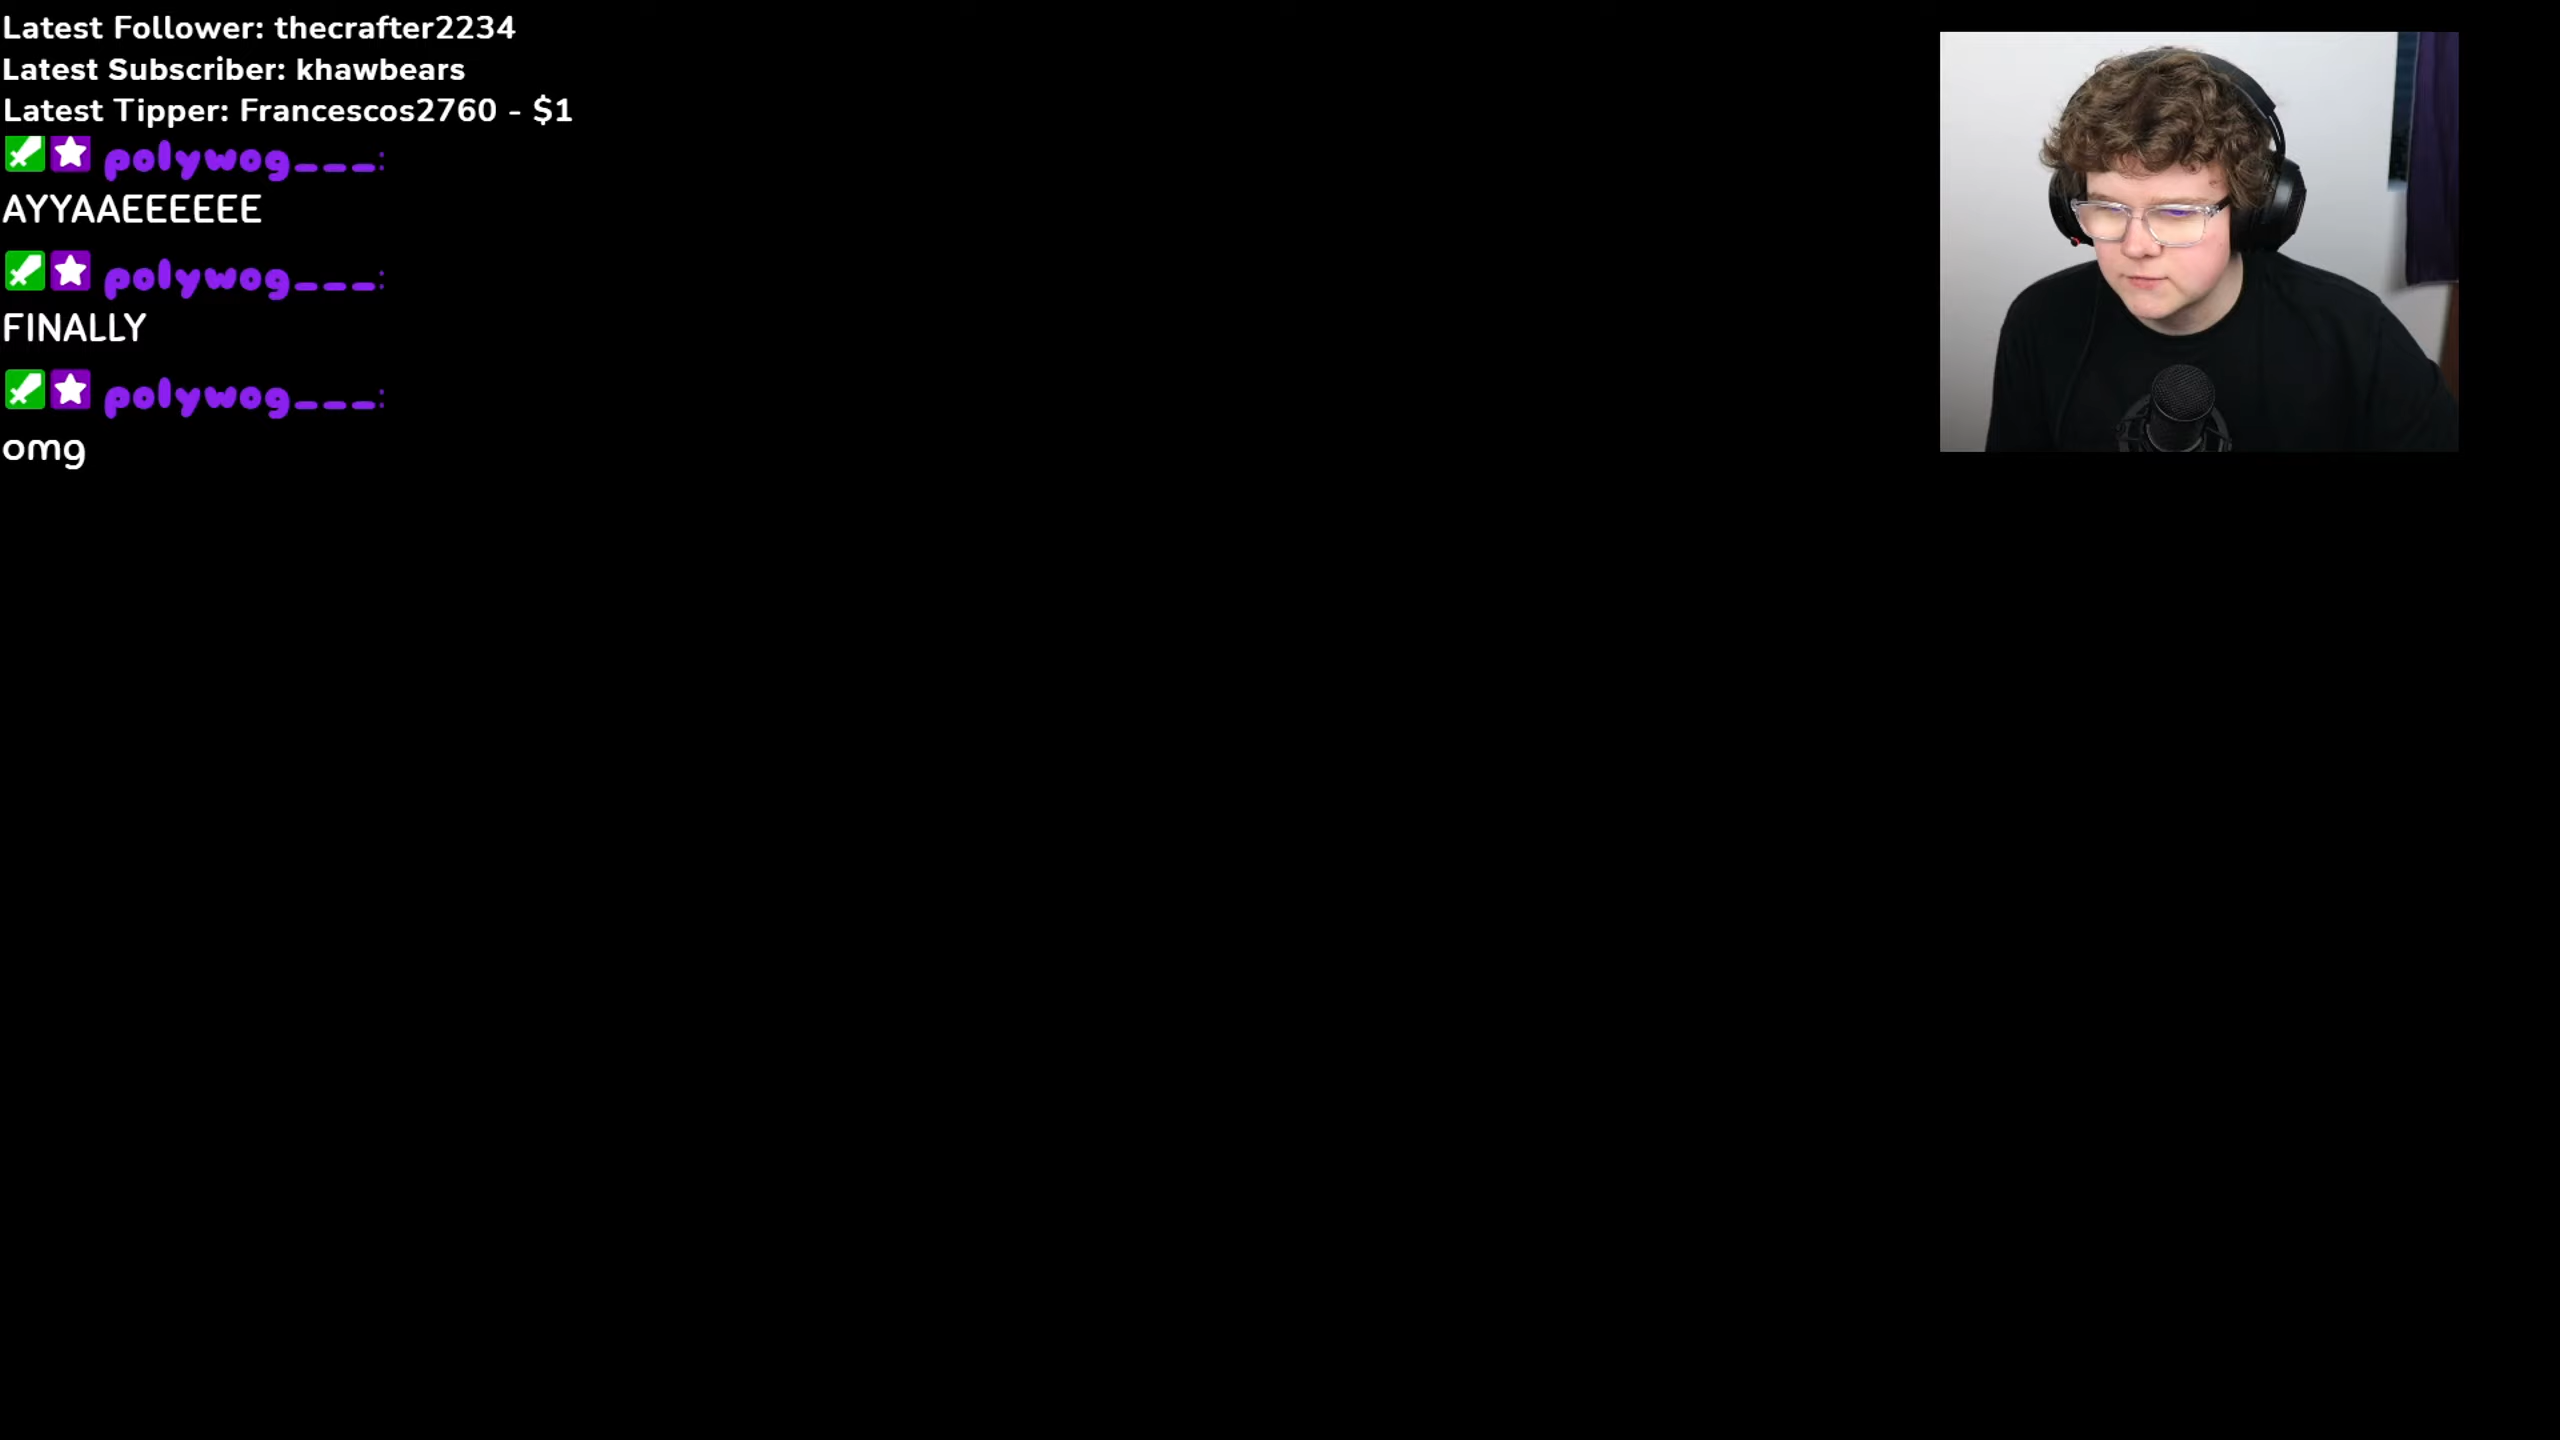 Latest Follower: thecrafter2234
Latest Subscriber: khawbears
Latest Tipper: Francescos2760 - $1
polywog___:
AYYAAEEEEEE
polywog___:
FINALLY
polywog___:
omg